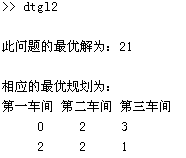 >> dtgl2
此问题的最优解为：21
相应的最优规划为：
第一车间 第二车间 第三车间
0 2 3
2 2 1